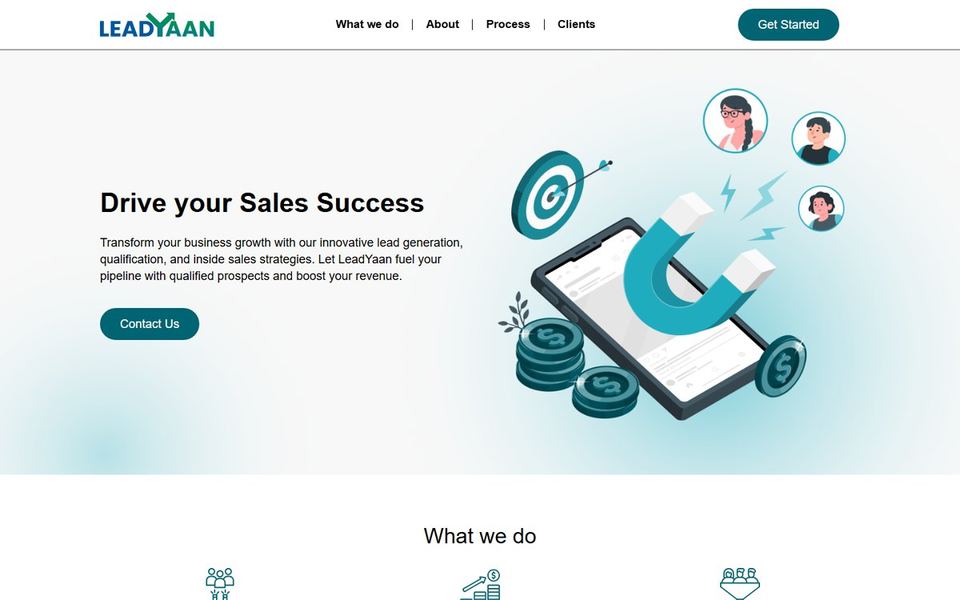 LEADYAAN
What we do | About | Process | Clients
Get Started
Drive your Sales Success
Transform your business growth with our innovative lead generation,
qualification, and inside sales strategies. Let LeadYaan fuel your
pipeline with qualified prospects and boost your revenue.
Contact Us
What we do